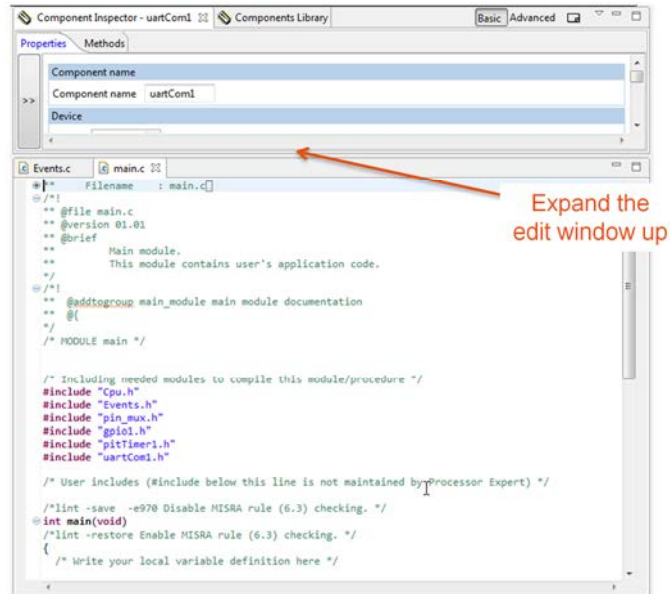 Component Inspector - uartCom1 Components Library Basic Advanced
Properties Methods
Component name
Component name uartCom1
>>
Device
Events.c main.c
** Filename : main.c
/*!
** @file main.c
** @version 01.01
** @brief
** Main module.
** This module contains user's application code.
*/
/*!
** @addtogroup main_module main module documentation
** @{
*/
/* MODULE main */
/* Including needed modules to compile this module/procedure */
#include "Cpu.h"
#include "Events.h"
#include "pin_mux.h"
#include "gpio1.h"
#include "pitTimer1.h"
#include "uartCom1.h"
/* User includes (#include below this line is not maintained by Processor Expert) */
/*lint -save -e970 Disable MISRA rule (6.3) checking. */
int main(void)
/*lint -restore Enable MISRA rule (6.3) checking. */
{
/* Write your local variable definition here */
Expand the
edit window up